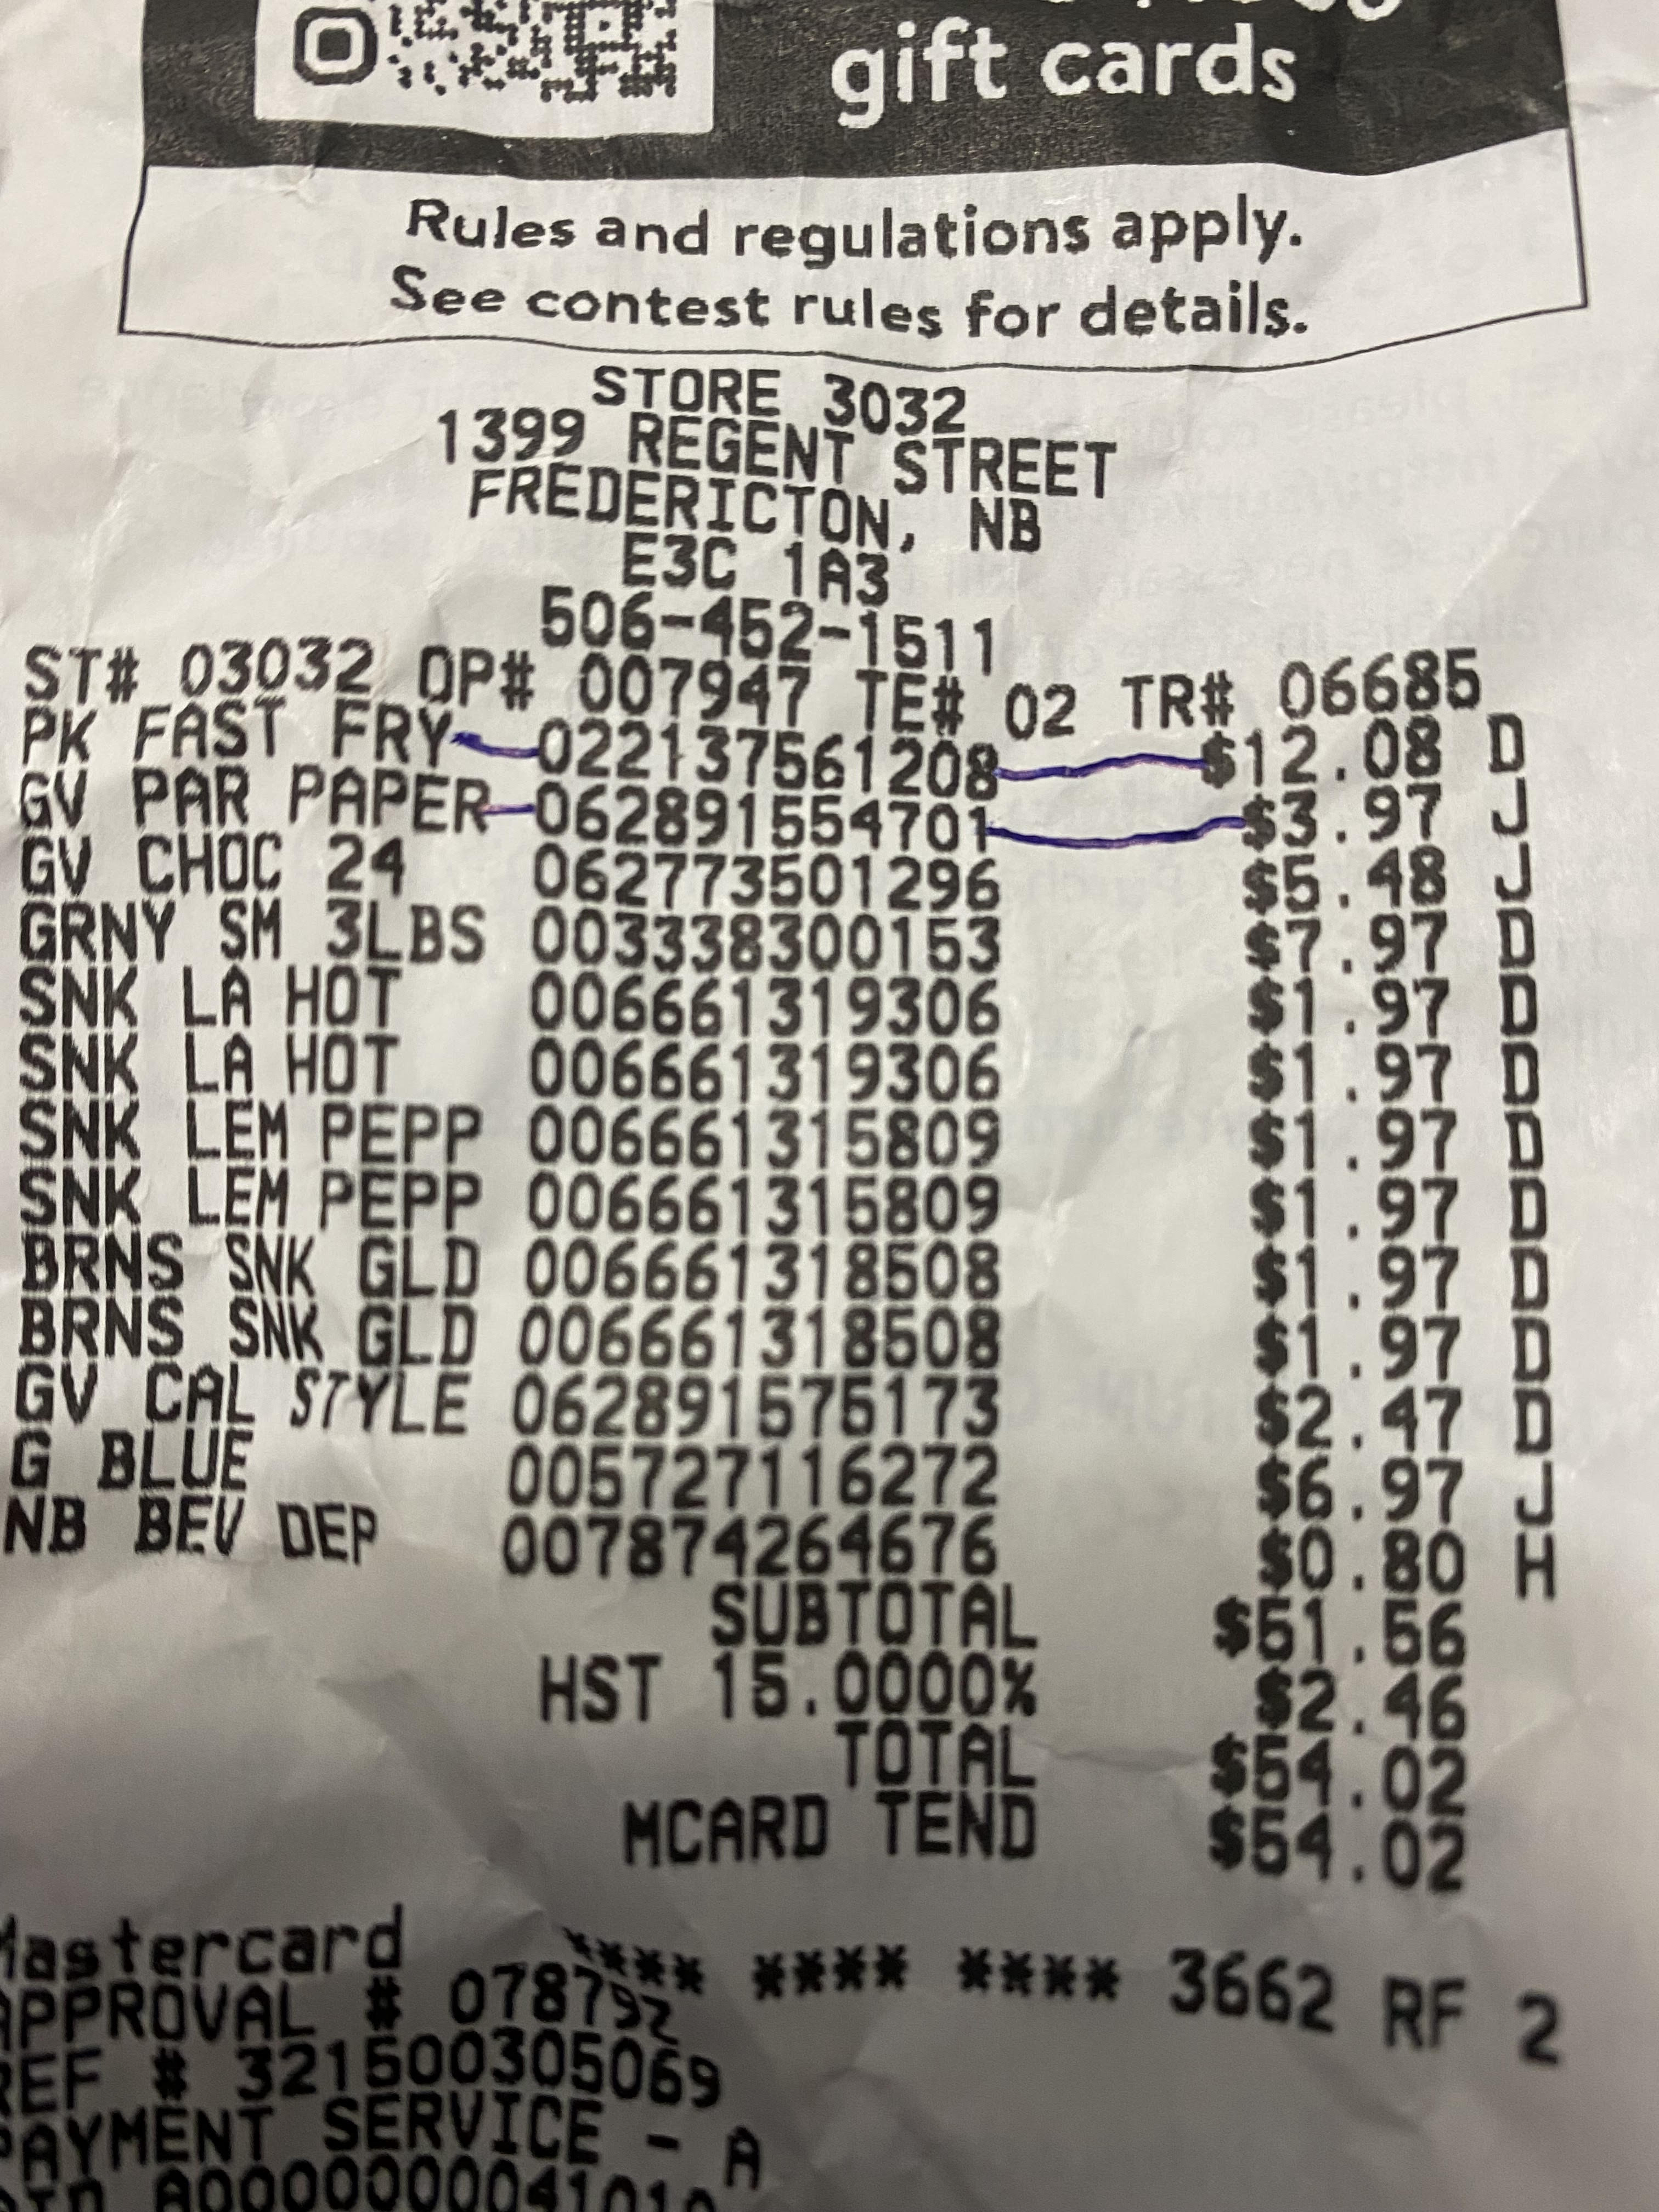 gift cards
Rules and regulations apply.
See contest rules for details.
STORE 3032
1399 REGENT STREET
FREDERICTON, NB
E3C 1A3
506-452-1511
ST# 03032 OP# 007947 TE# 02 TR# 06685
PK FAST FRY 022137561208 $12.08 D
GV PAR PAPER 062891554701 $3.97 J
GV CHOC 24 062773501296 $5.48 J
GRNY SM 3LBS 003338300153 $7.97 D
SNK LA HOT 006661319306 $1.97 D
SNK LA HOT 006661319306 $1.97 D
SNK LEM PEPP 006661315809 $1.97 D
SNK LEM PEPP 006661315809 $1.97 D
BRNS SNK GLD 006661318508 $1.97 D
BRNS SNK GLD 006661318508 $1.97 D
GV CAL STYLE 062891575173 $2.47 D
G BLUE 005727116272 $6.97 J
NB BEV DEP 007874264676 $0.80 H
SUBTOTAL $51.56
HST 15.0000% $2.46
TOTAL $54.02
MCARD TEND $54.02
Mastercard **** **** **** 3662 RF 2
APPROVAL # 078792
REF # 321500305069
PAYMENT SERVICE - A